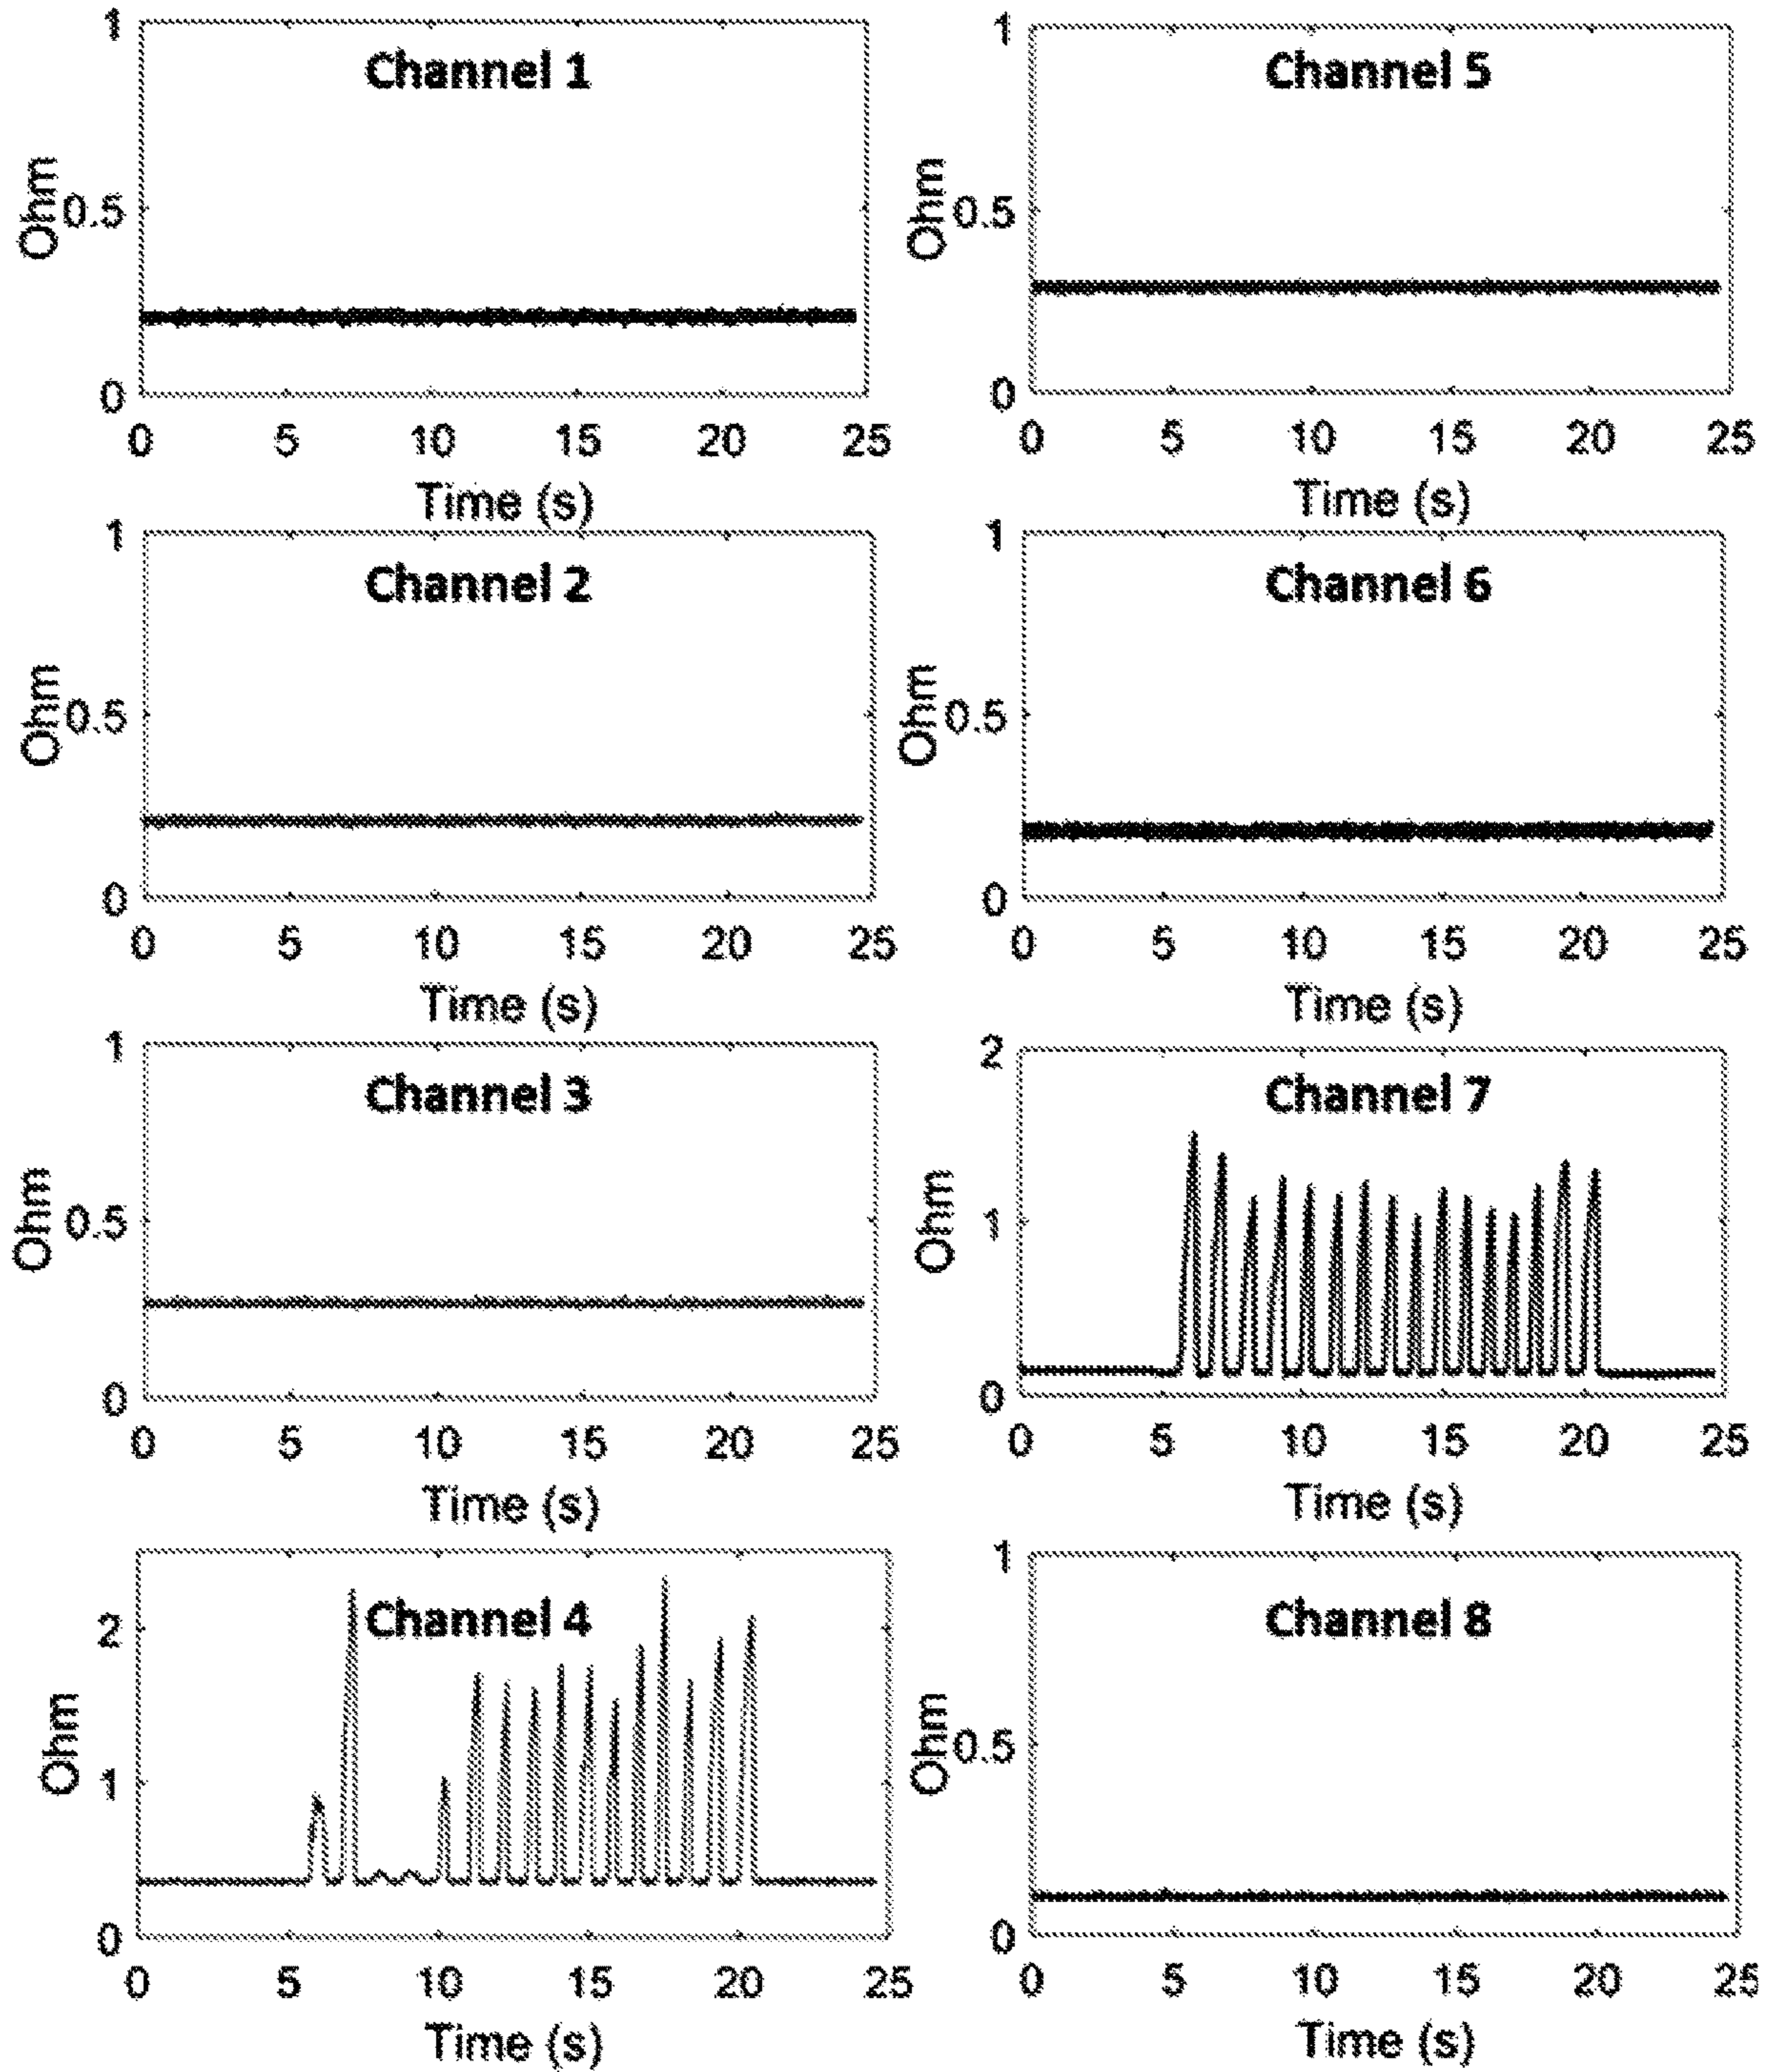 Channel 1
1
0.5
0
Ohm
0 5 10 15 20 25
Time (s)
Channel 5
1
0.5
0
Ohm
0 5 10 15 20 25
Time (s)
Channel 2
1
0.5
0
Ohm
0 5 10 15 20 25
Time (s)
Channel 6
1
0.5
0
Ohm
0 5 10 15 20 25
Time (s)
Channel 3
1
0.5
0
Ohm
0 5 10 15 20 25
Time (s)
Channel 7
2
1
0
Ohm
0 5 10 15 20 25
Time (s)
Channel 4
2
1
0
Ohm
0 5 10 15 20 25
Time (s)
Channel 8
1
0.5
0
Ohm
0 5 10 15 20 25
Time (s)